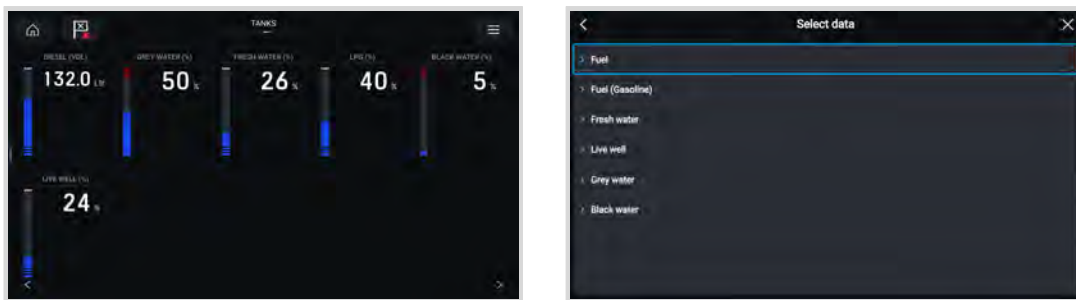 TANKS
DIESEL (VOL) GREY WATER (%) FRESH WATER (%) LPG (%) BLACK WATER (%)
132.0 Ltr 50 % 26 % 40 % 5 %
LIVE WELL (%)
24 %
Select data
Fuel
Fuel (Gasoline)
Fresh water
Live well
Grey water
Black water